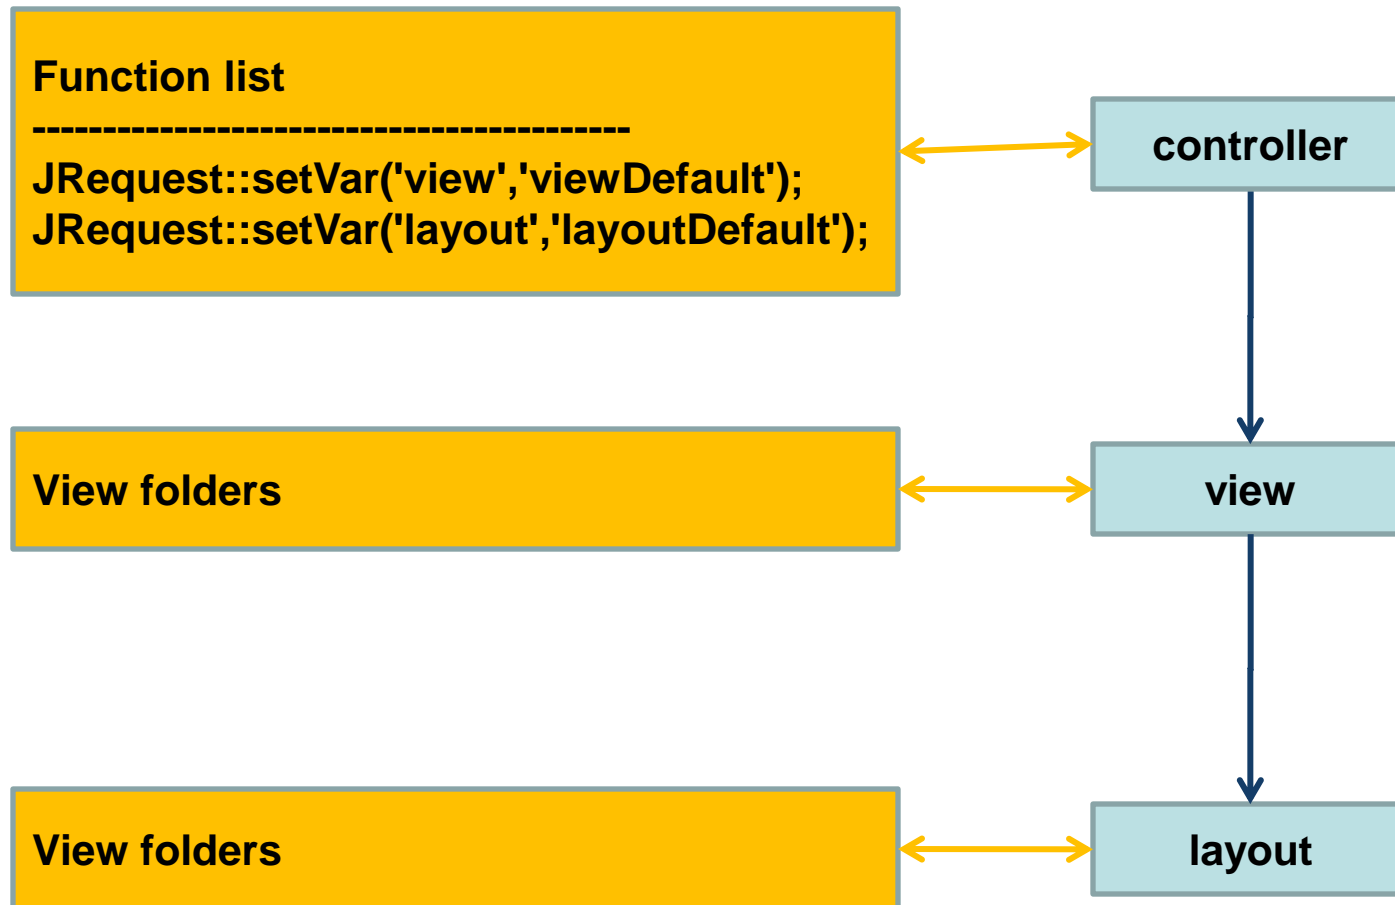 Function list
------------------------------------------
JRequest::setVar('view','viewDefault');
JRequest::setVar('layout','layoutDefault');
controller
View folders
view
View folders
layout